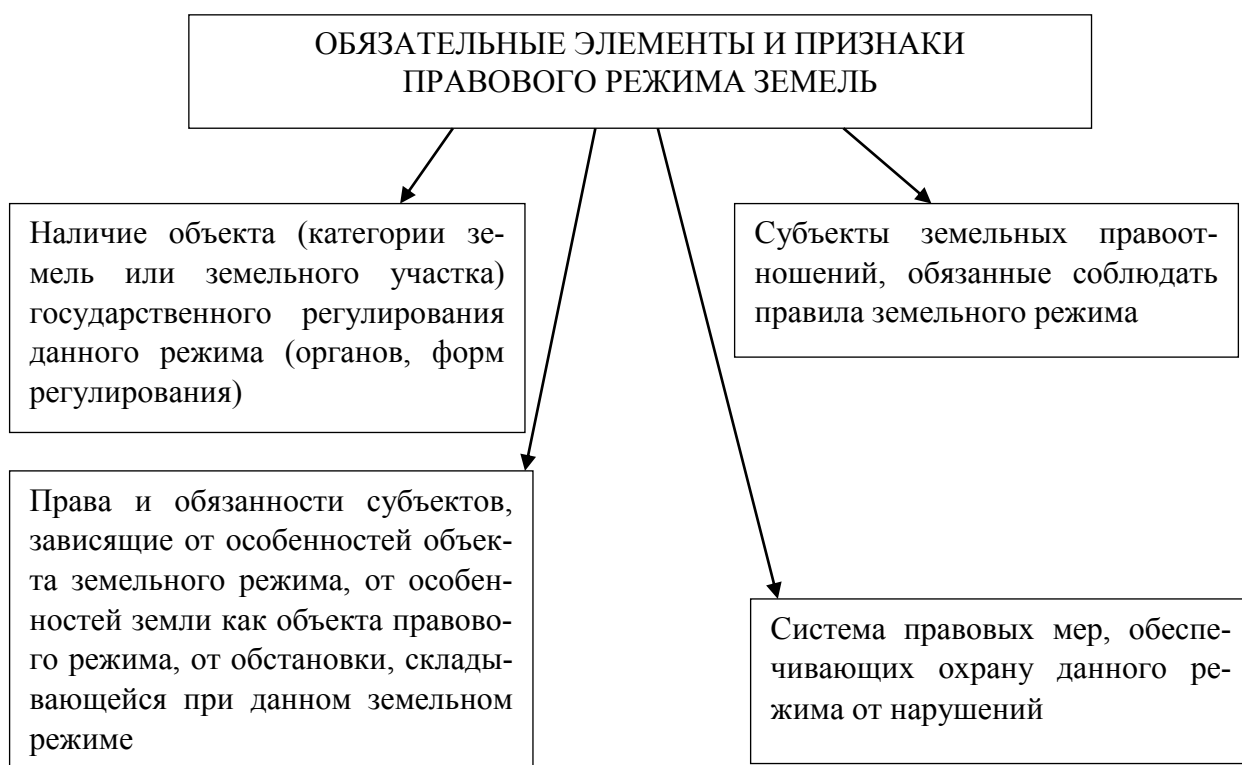 ОБЯЗАТЕЛЬНЫЕ ЭЛЕМЕНТЫ И ПРИЗНАКИ
ПРАВОВОГО РЕЖИМА ЗЕМЕЛЬ
Наличие объекта (категории зе-
мель или земельного участка)
государственного регулирования
данного режима (органов, форм
регулирования)
Субъекты земельных правоот-
ношений, обязанные соблюдать
правила земельного режима
Права и обязанности субъектов,
зависящие от особенностей объек-
та земельного режима, от особен-
ностей земли как объекта правово-
го режима, от обстановки, склады-
вающейся при данном земельном
режиме
Система правовых мер, обеспе-
чивающих охрану данного ре-
жима от нарушений